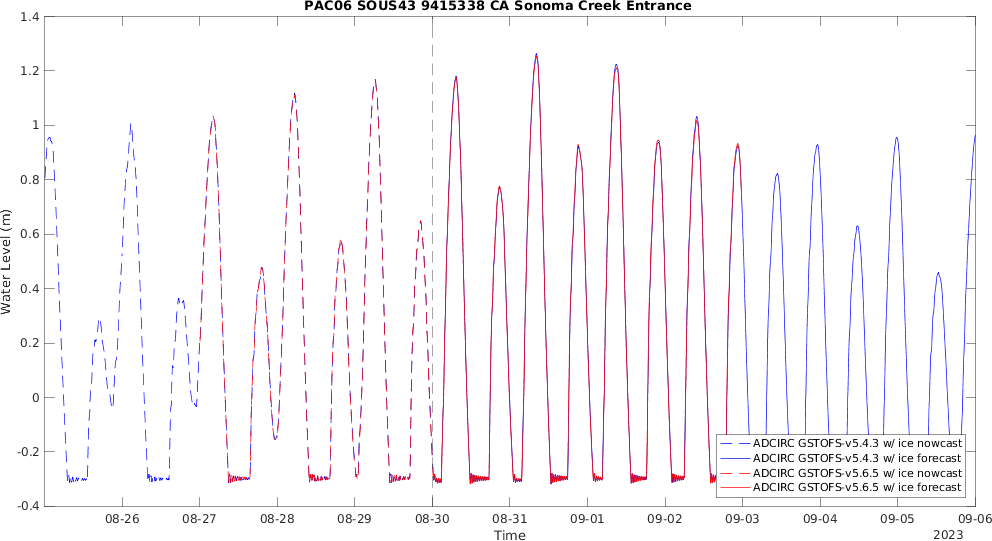 PAC06 SOUS43 9415338 CA Sonoma Creek Entrance
Water Level (m)
1.4
1.2
1
0.8
0.6
0.4
0.2
0
-0.2
-0.4
ADCIRC GSTOFS-v5.4.3 w/ ice nowcast
ADCIRC GSTOFS-v5.4.3 w/ ice forecast
ADCIRC GSTOFS-v5.6.5 w/ ice nowcast
ADCIRC GSTOFS-v5.6.5 w/ ice forecast
08-26 08-27 08-28 08-29 08-30 08-31 09-01 09-02 09-03 09-04 09-05 09-06
Time
2023